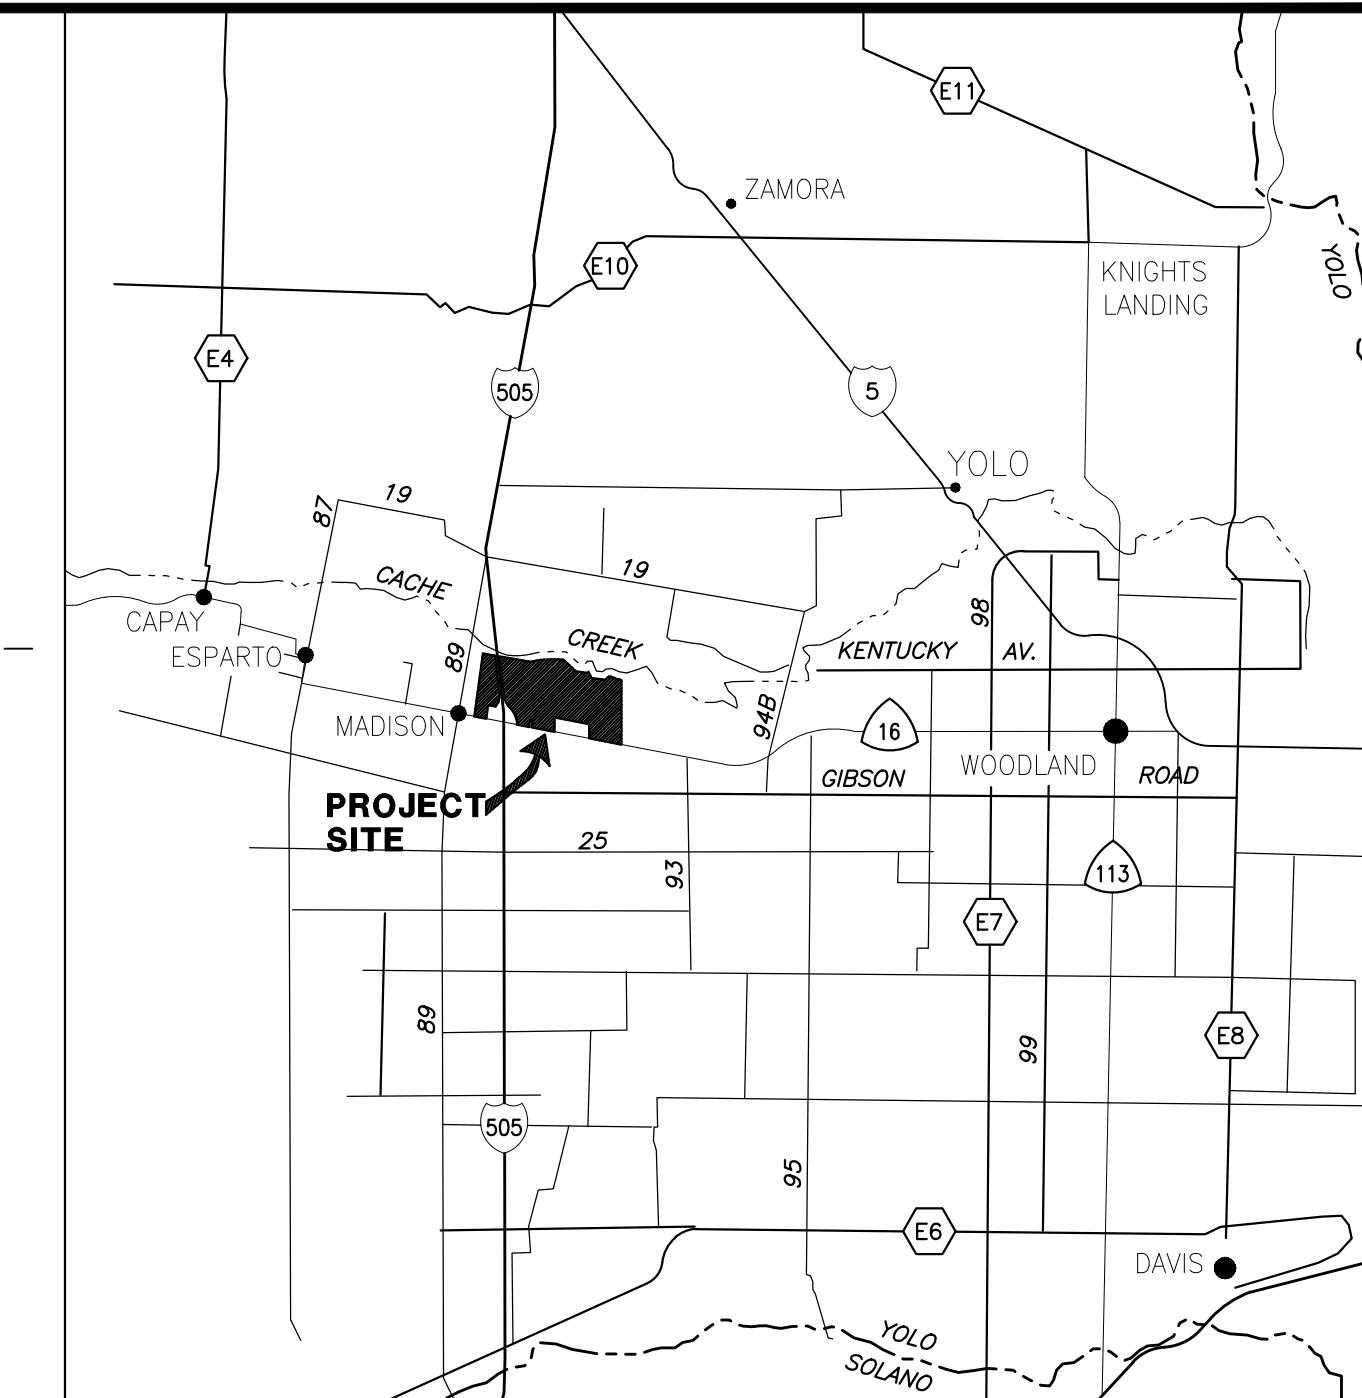 E11
ZAMORA
E10
YOLO
KNIGHTS
LANDING
E4
505
5
YOLO
19
87
19
CACHE
98
CAPAY
ESPARTO
89
CREEK
KENTUCKY AV.
94B
MADISON
16
WOODLAND
GIBSON ROAD
PROJECT
SITE
25
93
113
E7
89
99
E8
505
95
E6
DAVIS
YOLO
SOLANO